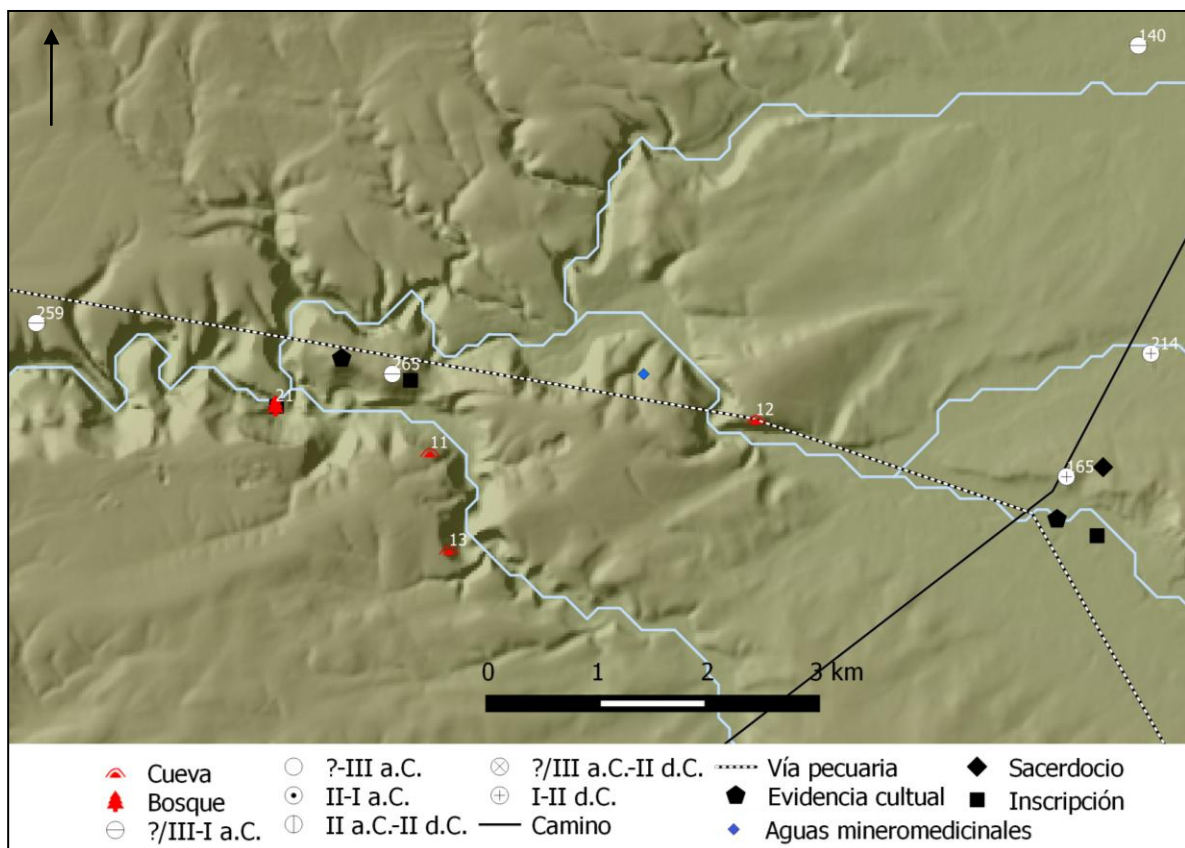 140
259
265
214
21
12
11
165
13
0 1 2 3 km
Cueva
?-III a.C.
?/III a.C.-II d.C.
Vía pecuaria
Sacerdocio
Bosque
II-I a.C.
I-II d.C.
Evidencia cultual
Inscripción
?/III-I a.C.
II a.C.-II d.C.
Camino
Aguas mineromedicinales